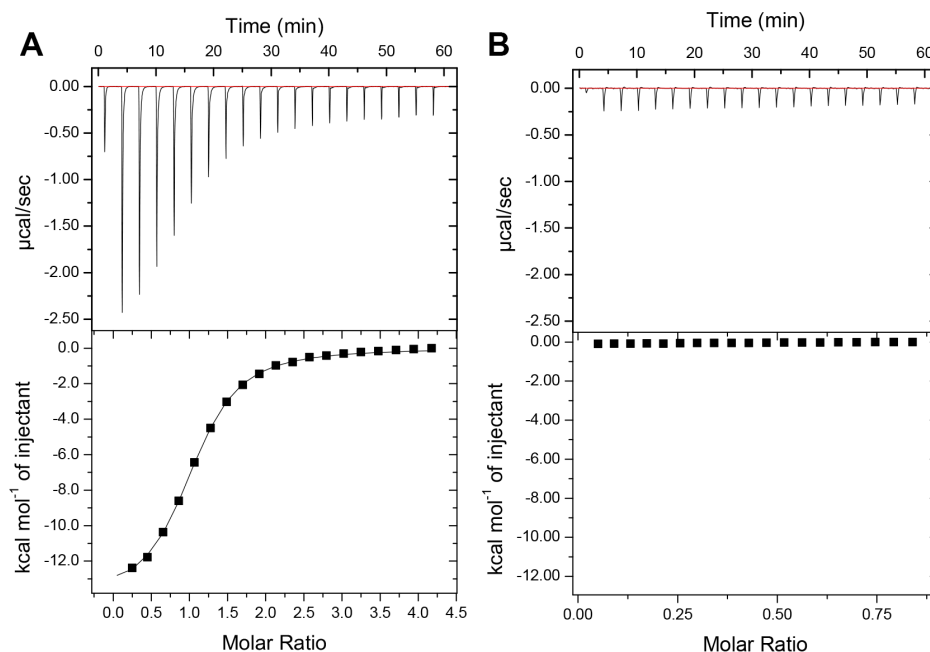 A
Time (min)
0 10 20 30 40 50 60
0.00
-0.50
-1.00
-1.50
-2.00
-2.50
µcal/sec
0.0
-2.0
-4.0
-6.0
-8.0
-10.0
-12.0
kcal mol⁻¹ of injectant
0.0 0.5 1.0 1.5 2.0 2.5 3.0 3.5 4.0 4.5
Molar Ratio
B
Time (min)
0 10 20 30 40 50 60
0.00
-0.50
-1.00
-1.50
-2.00
-2.50
µcal/sec
0.00
-2.00
-4.00
-6.00
-8.00
-10.00
-12.00
kcal mol⁻¹ of injectant
0.00 0.25 0.50 0.75
Molar Ratio